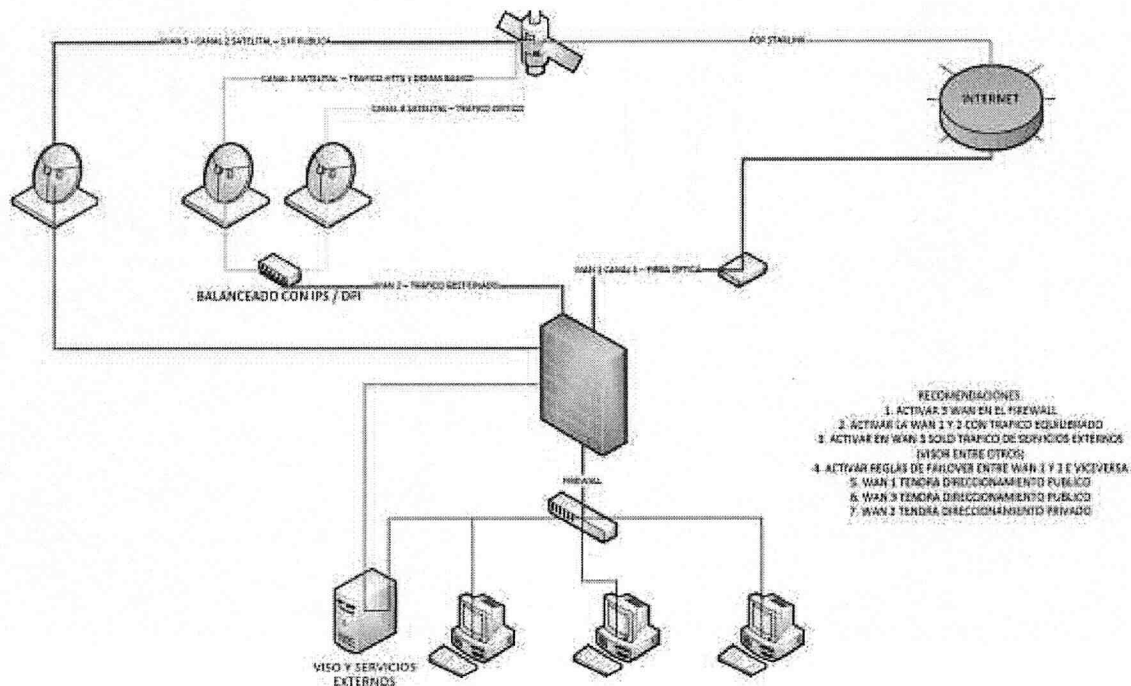 WAN 3 - CANAL 2 SATELITAL - 1 IP PUBLICA
POP STARLINK
CANAL 3 SATELITAL - TRAFICO HTTS Y DEMAS BASICO
CANAL 4 SATELITAL - TRAFICO CRITICO
INTERNET
WAN 1 CANAL 1 - FIBRA OPTICA
WAN 2 - TRAFICO GESTIONADO
BALANCEADO CON IPS / DPI
RECOMENDACIONES
1. ACTIVAR 3 WAN EN EL FIREWALL
2. ACTIVAR LA WAN 1 Y 2 CON TRAFICO EQUILIBRADO
3. ACTIVAR EN WAN 3 SOLO TRAFICO DE SERVICIOS EXTERNOS
(VISOR ENTRE OTROS)
4. ACTIVAR REGLAS DE FAILOVER ENTRE WAN 1 Y 2 E VICEVERSA
5. WAN 1 TENDRA DIRECCIONAMIENTO PUBLICO
6. WAN 3 TENDRA DIRECCIONAMIENTO PUBLICO
7. WAN 2 TENDRA DIRECCIONAMIENTO PRIVADO
FIREWALL
VISO Y SERVICIOS
EXTERNOS